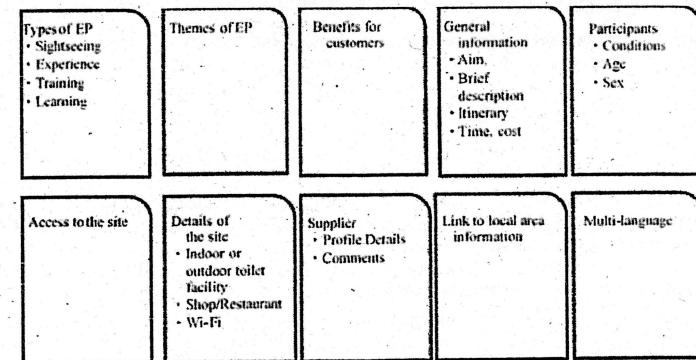 Types of EP
• Sightseeing
• Experience
• Training
• Learning
Themes of EP
Benefits for
customers
General
information
• Aim,
• Brief
description
• Itinerary
• Time, cost
Participants
• Conditions
• Age
• Sex
Access to the site
Details of
the site
• Indoor or
outdoor toilet
facility
• Shop/Restaurant
• Wi-Fi
Supplier
• Profile Details
• Comments
Link to local area
information
Multi-language